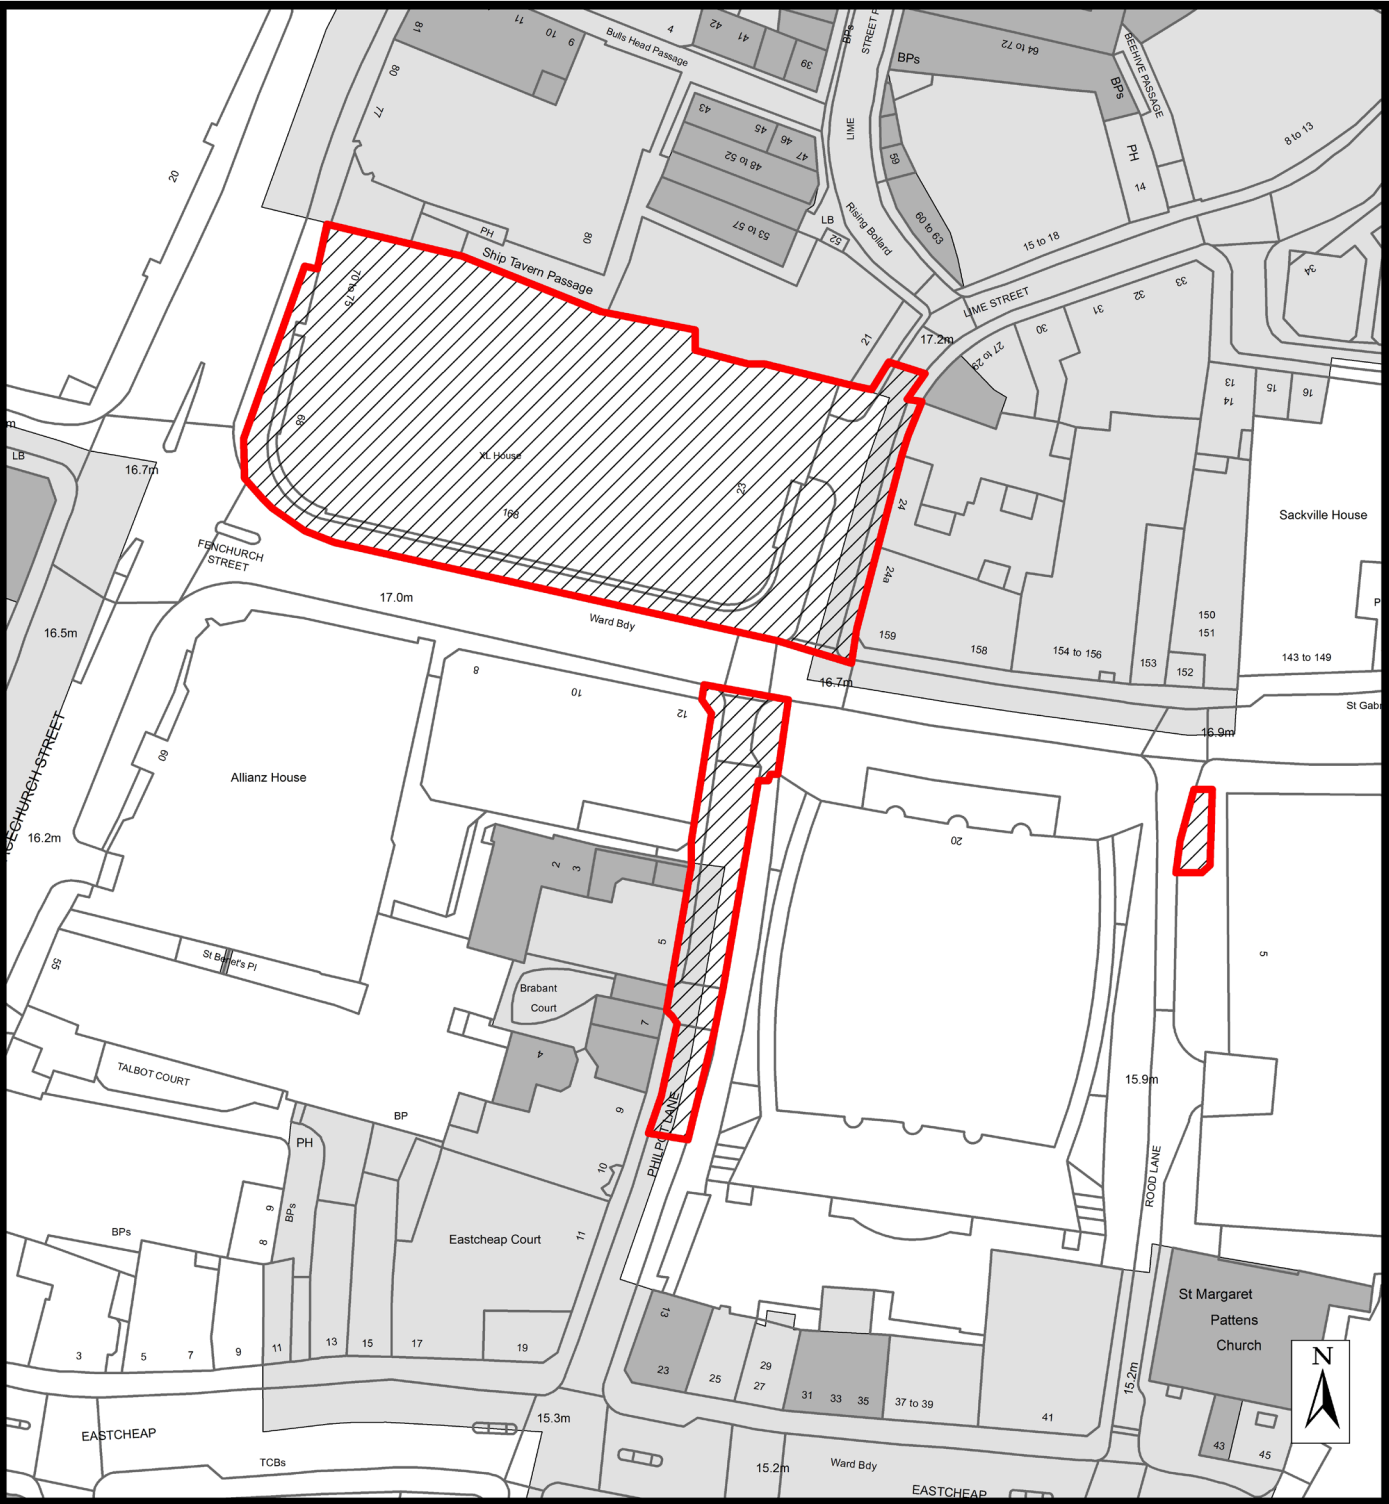 81
11
10
9
4
Bulls Head Passage
42
41
39
BPs
STREET P
BPs
64 to 72
BEEHIVE PASSAGE
BPs
80
77
43
45
46
47
48 to 52
53 to 57
LIME
59
60 to 63
PH
14
8 to 13
20
PH
80
Ship Tavern Passage
LB
52
Rising Bollard
15 to 18
34
70 to 75
21
17.2m
LIME STREET
27 to 29
30
31
32
33
13
14
15
16
m
LB
16.7m
68
XL House
168
23
24
24a
Sackville House
FENCHURCH
STREET
17.0m
Ward Bdy
16.5m
159
158
154 to 156
153
152
150
151
143 to 149
P
8
10
12
16.7m
16.9m
St Gabr
60
Allianz House
16.2m
2
3
20
5
5
55
St Benet's Pl
Brabant
Court
7
4
TALBOT COURT
BP
15.9m
9
PHILPOT LANE
PH
10
ROOD LANE
BPs
9
8
BPs
Eastcheap Court
11
St Margaret
Pattens
Church
13
N
3
5
7
9
11
13
15
17
19
23
25
29
27
31
33
35
37 to 39
41
15.2m
43
45
15.3m
EASTCHEAP
TCBs
15.2m
Ward Bdy
EASTCHEAP